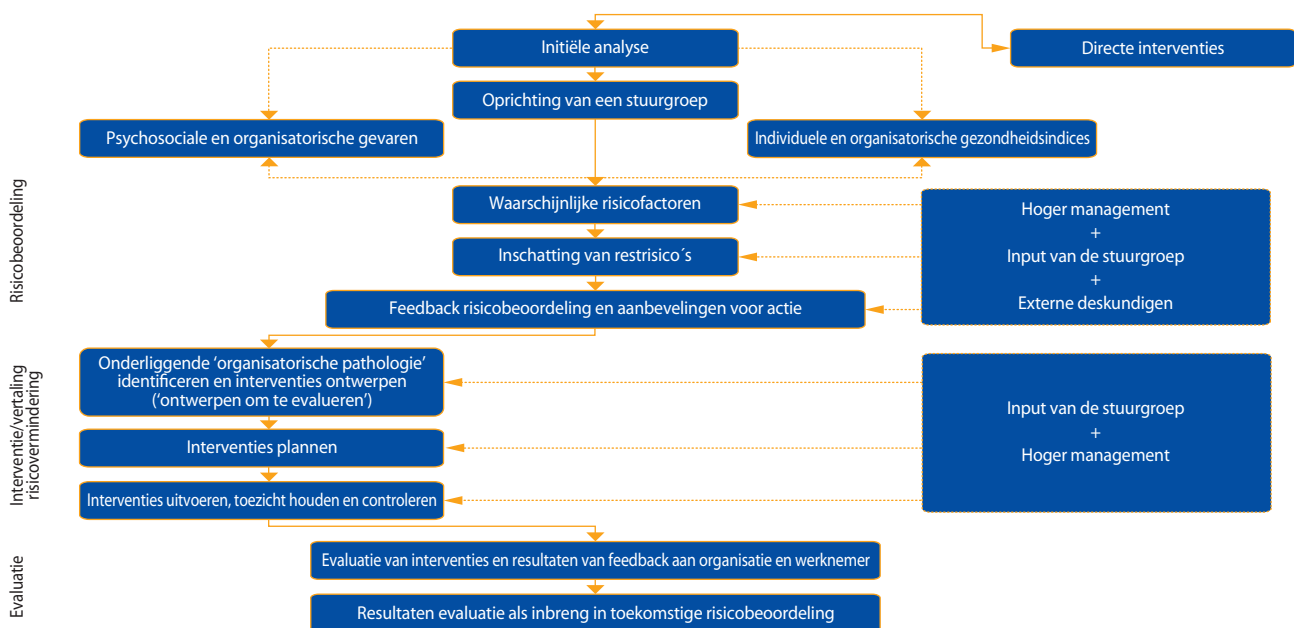 Initiële analyse
Directe interventies
Oprichting van een stuurgroep
Psychosociale en organisatorische gevaren
Individuele en organisatorische gezondheidsindices
Risicobeoordeling
Waarschijnlijke risicofactoren
Inschatting van restrisico´s
Feedback risicobeoordeling en aanbevelingen voor actie
Hoger management
+
Input van de stuurgroep
+
Externe deskundigen
Interventie/vertaling
risicovermindering
Onderliggende ‘organisatorische pathologie’
identificeren en interventies ontwerpen
(‘ontwerpen om te evalueren’)
Interventies plannen
Interventies uitvoeren, toezicht houden en controleren
Input van de stuurgroep
+
Hoger management
Evaluatie
Evaluatie van interventies en resultaten van feedback aan organisatie en werknemer
Resultaten evaluatie als inbreng in toekomstige risicobeoordeling